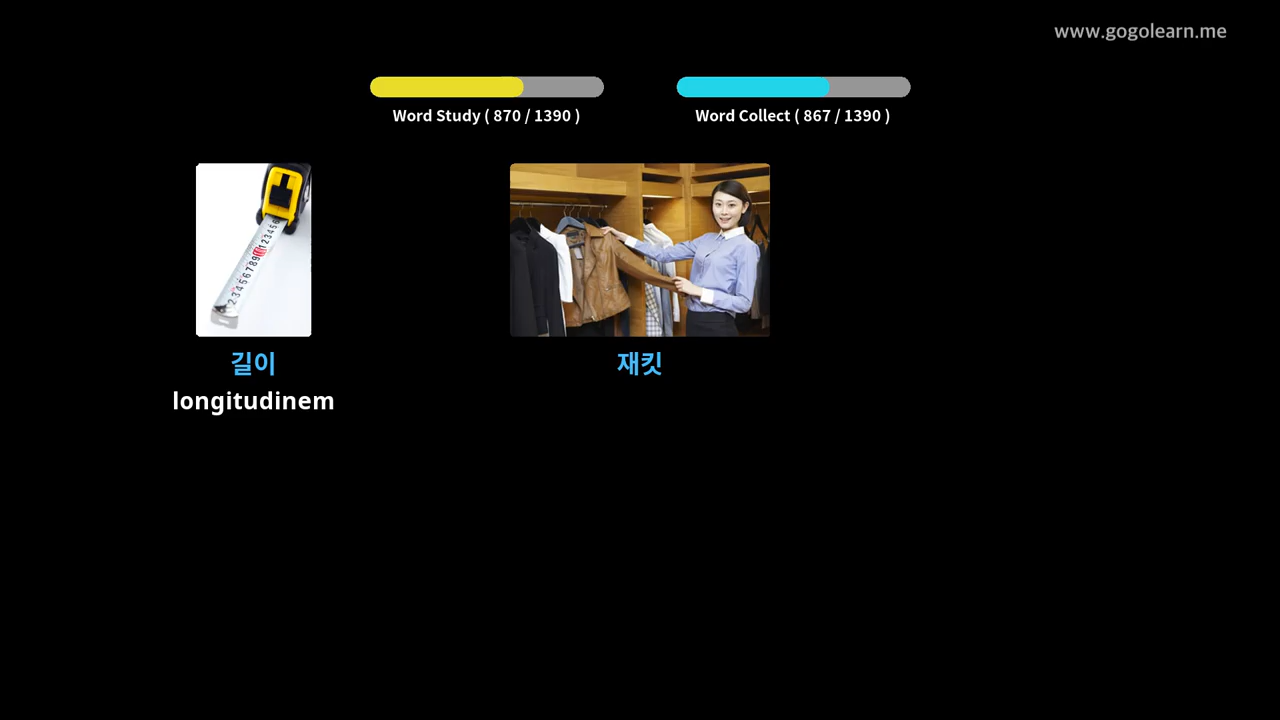 www.gogolearn.me
Word Study ( 870 / 1390 )
Word Collect ( 867 / 1390 )
길이
longitudinem
재킷